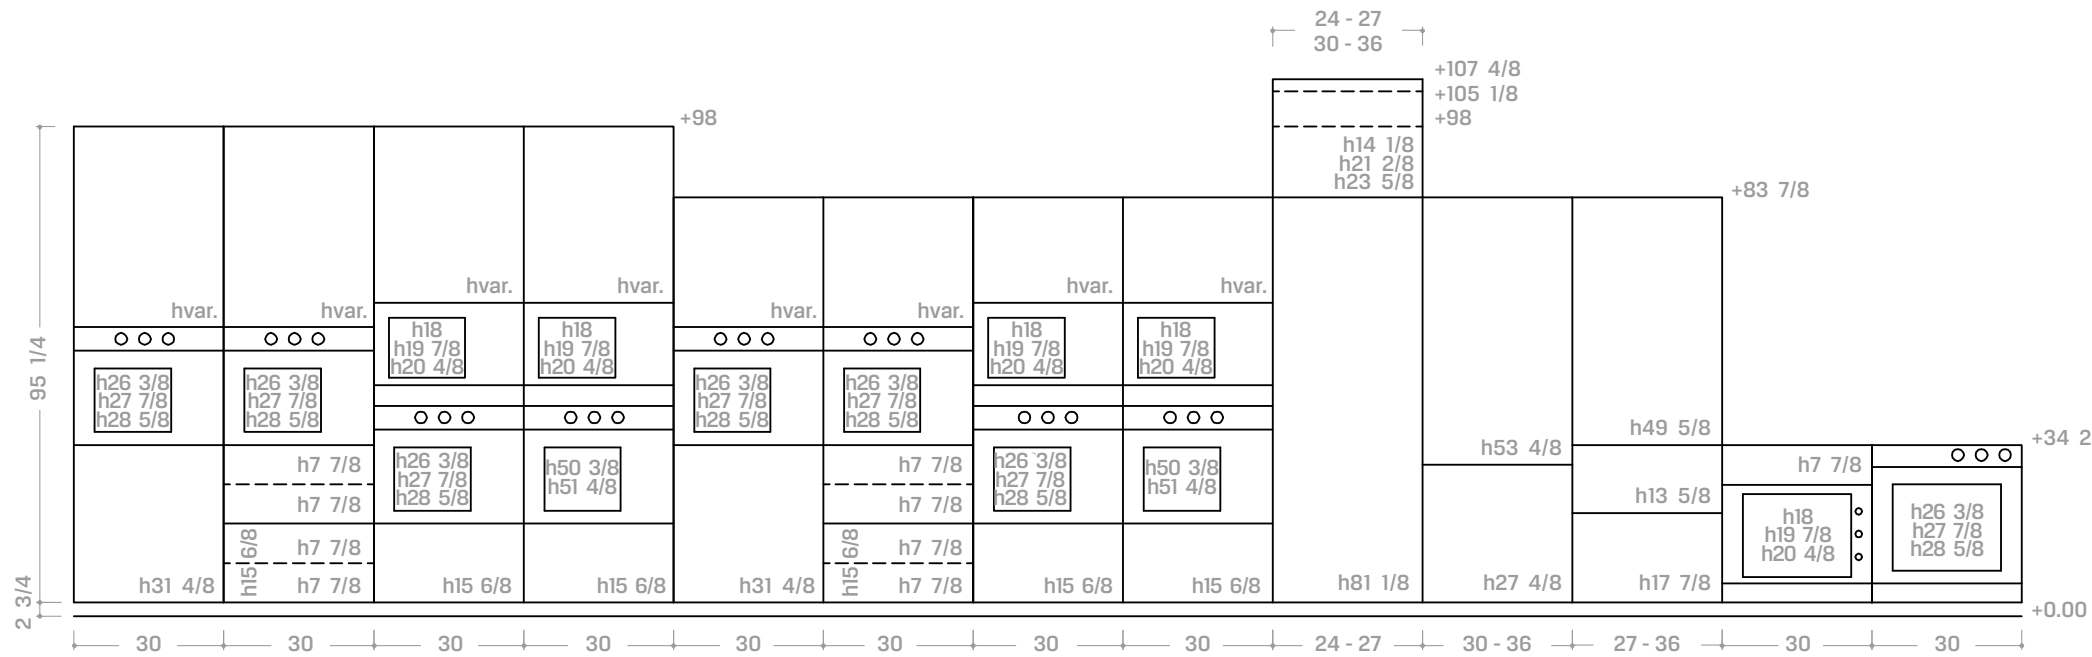 24 - 27
30 - 36
+107 4/8
+105 1/8
+98
+98
h14 1/8
h21 2/8
h23 5/8
+83 7/8
hvar.
hvar.
hvar.
hvar.
hvar.
hvar.
hvar.
hvar.
h18
h19 7/8
h20 4/8
h18
h19 7/8
h20 4/8
h18
h19 7/8
h20 4/8
h18
h19 7/8
h20 4/8
95 1/4
h26 3/8
h27 7/8
h28 5/8
h26 3/8
h27 7/8
h28 5/8
h26 3/8
h27 7/8
h28 5/8
h26 3/8
h27 7/8
h28 5/8
h49 5/8
+34 2
h53 4/8
h7 7/8
h7 7/8
h26 3/8
h27 7/8
h28 5/8
h50 3/8
h51 4/8
h7 7/8
h7 7/8
h26 3/8
h27 7/8
h28 5/8
h50 3/8
h51 4/8
h13 5/8
h7 7/8
h18
h19 7/8
h20 4/8
h26 3/8
h27 7/8
h28 5/8
h15 6/8
h7 7/8
h7 7/8
h15 6/8
h7 7/8
h7 7/8
h31 4/8
h15 6/8
h15 6/8
h31 4/8
h15 6/8
h15 6/8
h81 1/8
h27 4/8
h17 7/8
2 3/4
+0.00
30
30
30
30
30
30
30
30
24 - 27
30 - 36
27 - 36
30
30